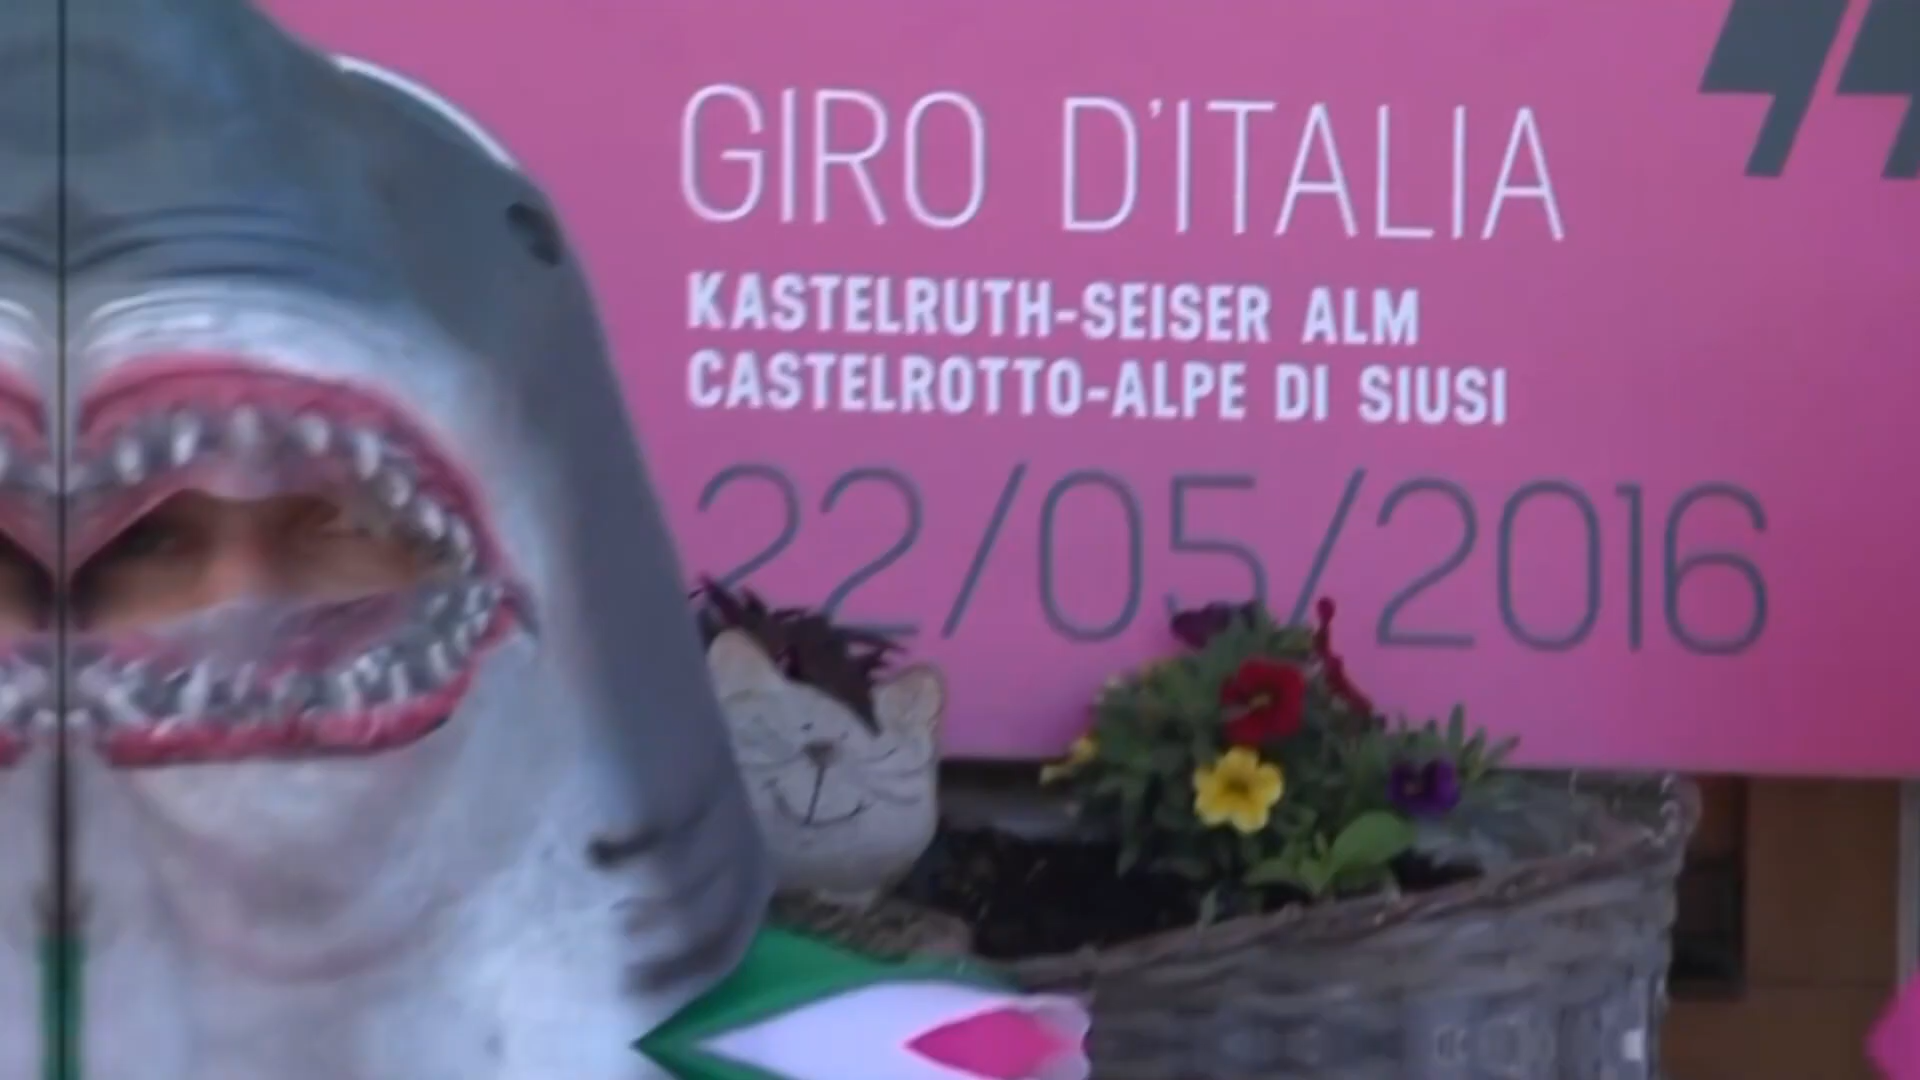 GIRO D'ITALIA
KASTELRUTH-SEISER ALM
CASTELROTTO-ALPE DI SIUSI
22/05/2016